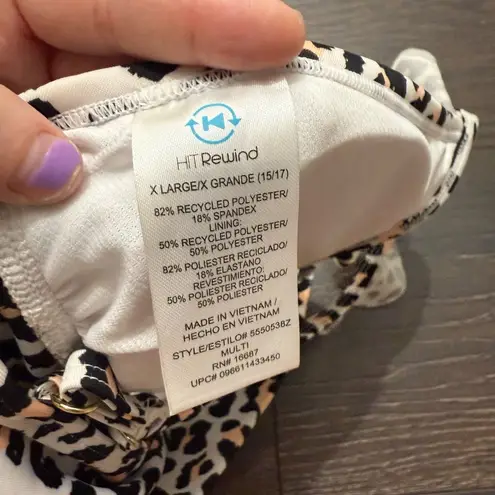 HIT Rewind
X LARGE/X GRANDE (15/17)
82% RECYCLED POLYESTER/
18% SPANDEX
LINING:
50% RECYCLED POLYESTER/
50% POLYESTER
82% POLIESTER RECICLADO/
18% ELASTANO
REVESTIMIENTO:
50% POLIESTER RECICLADO/
50% POLIESTER
MADE IN VIETNAM /
HECHO EN VIETNAM
STYLE/ESTILO# 5550538Z
MULTI
RN# 16687
UPC# 096611433450